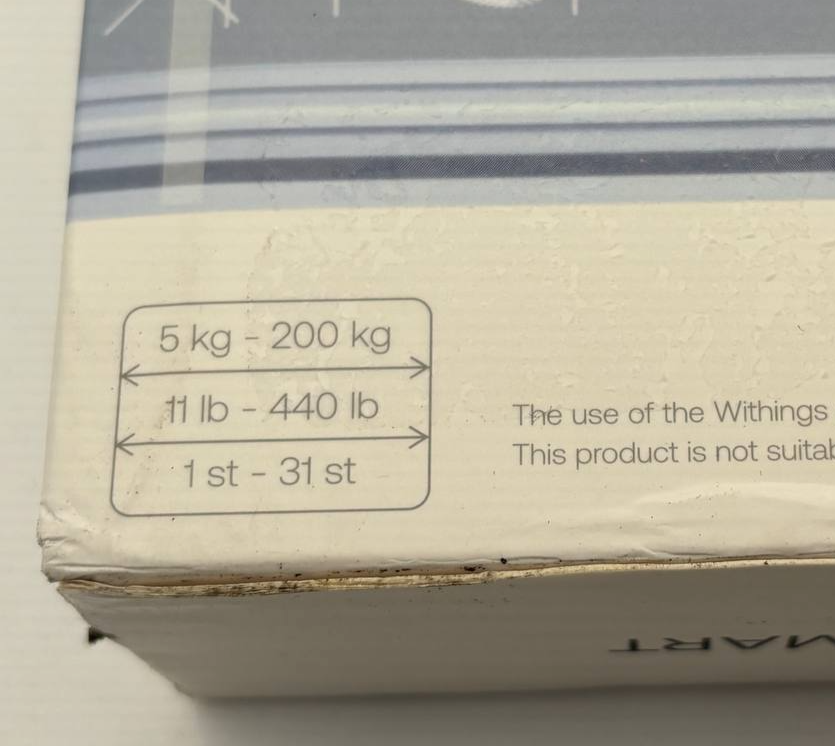 5 kg - 200 kg
11 lb - 440 lb
1 st - 31 st
The use of the Withings
This product is not suitab
MART